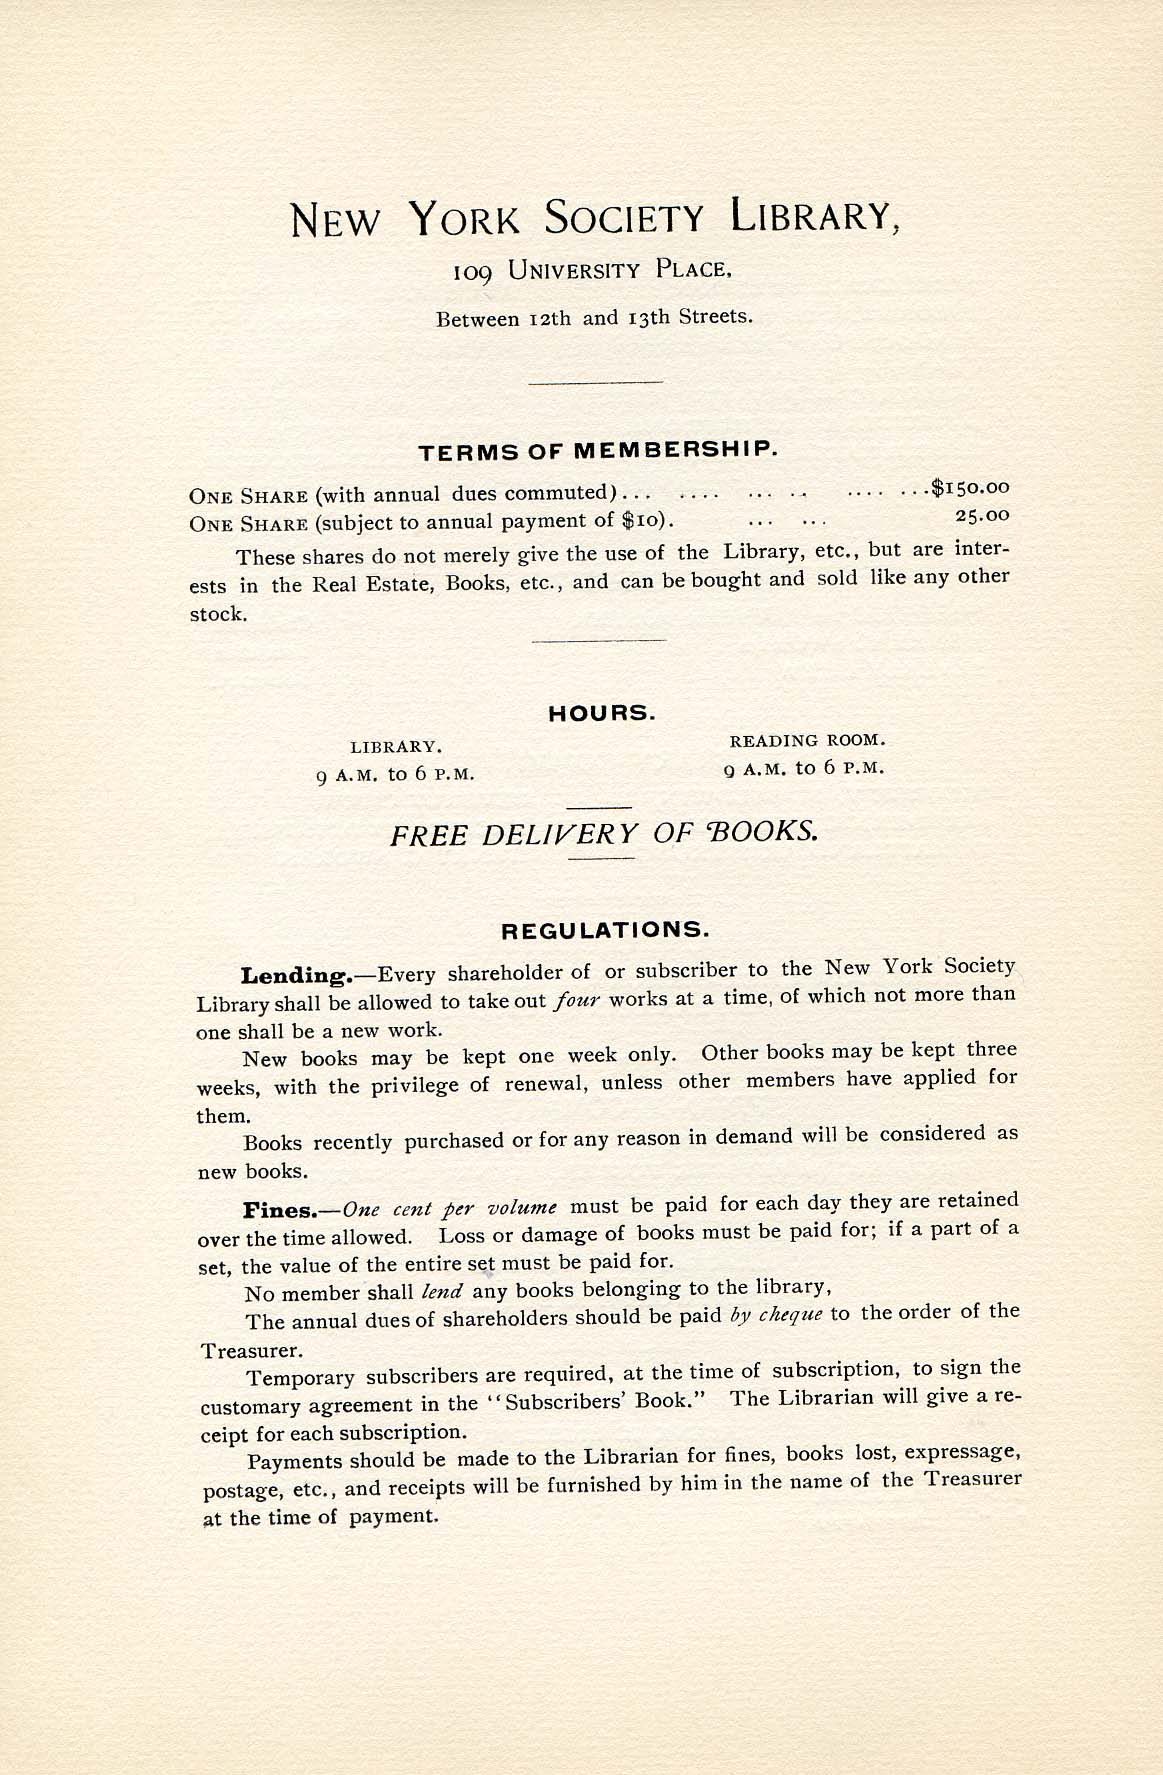 NEW YORK SOCIETY LIBRARY,
109 UNIVERSITY PLACE,
Between 12th and 13th Streets.
TERMS OF MEMBERSHIP.
ONE SHARE (with annual dues commuted)... .... ... .. .... ...$150.00
ONE SHARE (subject to annual payment of $10). ... ... 25.00
These shares do not merely give the use of the Library, etc., but are inter-
ests in the Real Estate, Books, etc., and can be bought and sold like any other
stock.
HOURS.
LIBRARY. READING ROOM.
9 A.M. to 6 P.M. 9 A.M. to 6 P.M.
FREE DELIVERY OF BOOKS.
REGULATIONS.
Lending.—Every shareholder of or subscriber to the New York Society
Library shall be allowed to take out four works at a time, of which not more than
one shall be a new work.
New books may be kept one week only. Other books may be kept three
weeks, with the privilege of renewal, unless other members have applied for
them.
Books recently purchased or for any reason in demand will be considered as
new books.
Fines.—One cent per volume must be paid for each day they are retained
over the time allowed. Loss or damage of books must be paid for; if a part of a
set, the value of the entire set must be paid for.
No member shall lend any books belonging to the library,
The annual dues of shareholders should be paid by cheque to the order of the
Treasurer.
Temporary subscribers are required, at the time of subscription, to sign the
customary agreement in the "Subscribers' Book." The Librarian will give a re-
ceipt for each subscription.
Payments should be made to the Librarian for fines, books lost, expressage,
postage, etc., and receipts will be furnished by him in the name of the Treasurer
at the time of payment.